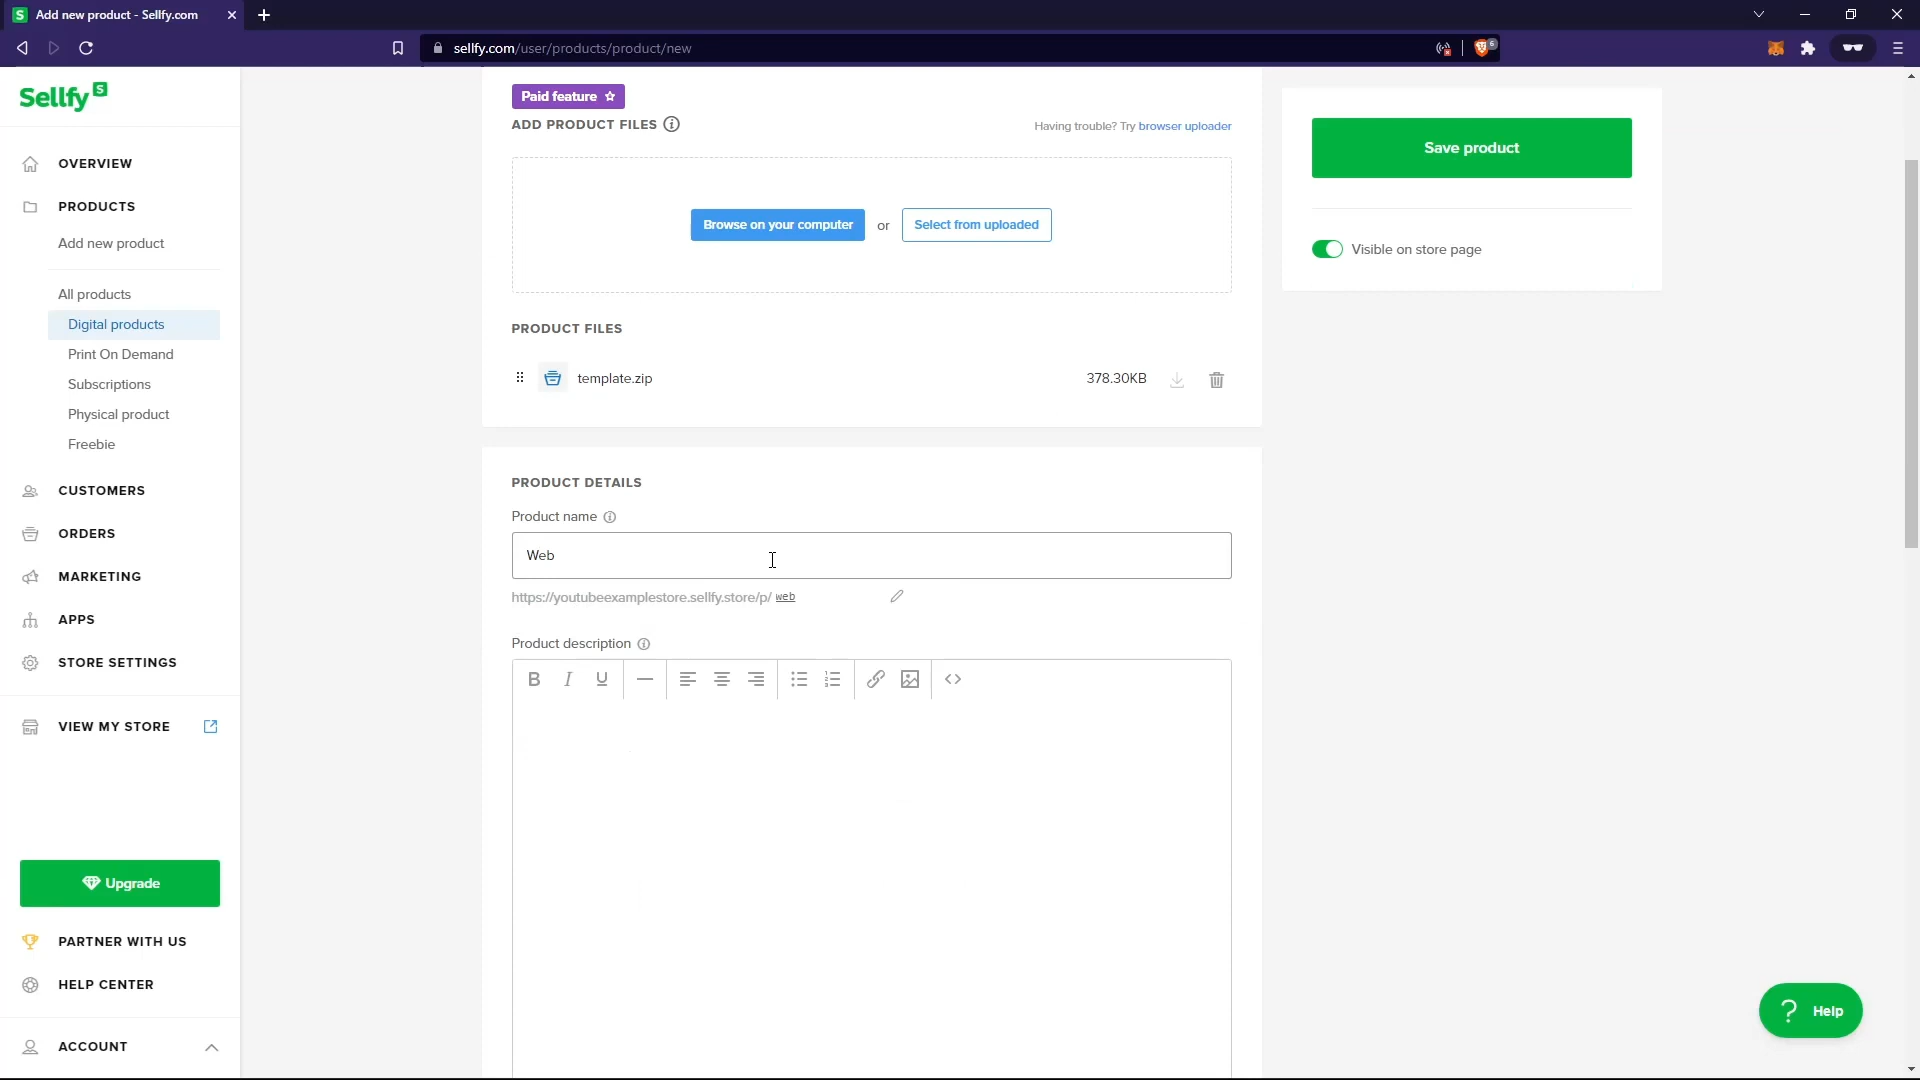 Add new product - Sellfy.com
sellfy.com/user/products/product/new
6
Sellfy S
OVERVIEW
PRODUCTS
Add new product
All products
Digital products
Print On Demand
Subscriptions
Physical product
Freebie
CUSTOMERS
ORDERS
MARKETING
APPS
STORE SETTINGS
VIEW MY STORE
Upgrade
PARTNER WITH US
HELP CENTER
ACCOUNT
Paid feature
ADD PRODUCT FILES
Having trouble? Try browser uploader
Browse on your computer or Select from uploaded
PRODUCT FILES
template.zip 378.30KB
PRODUCT DETAILS
Product name
Web
https://youtubeexamplestore.sellfy.store/p/ web
Product description
B I U
Save product
Visible on store page
? Help